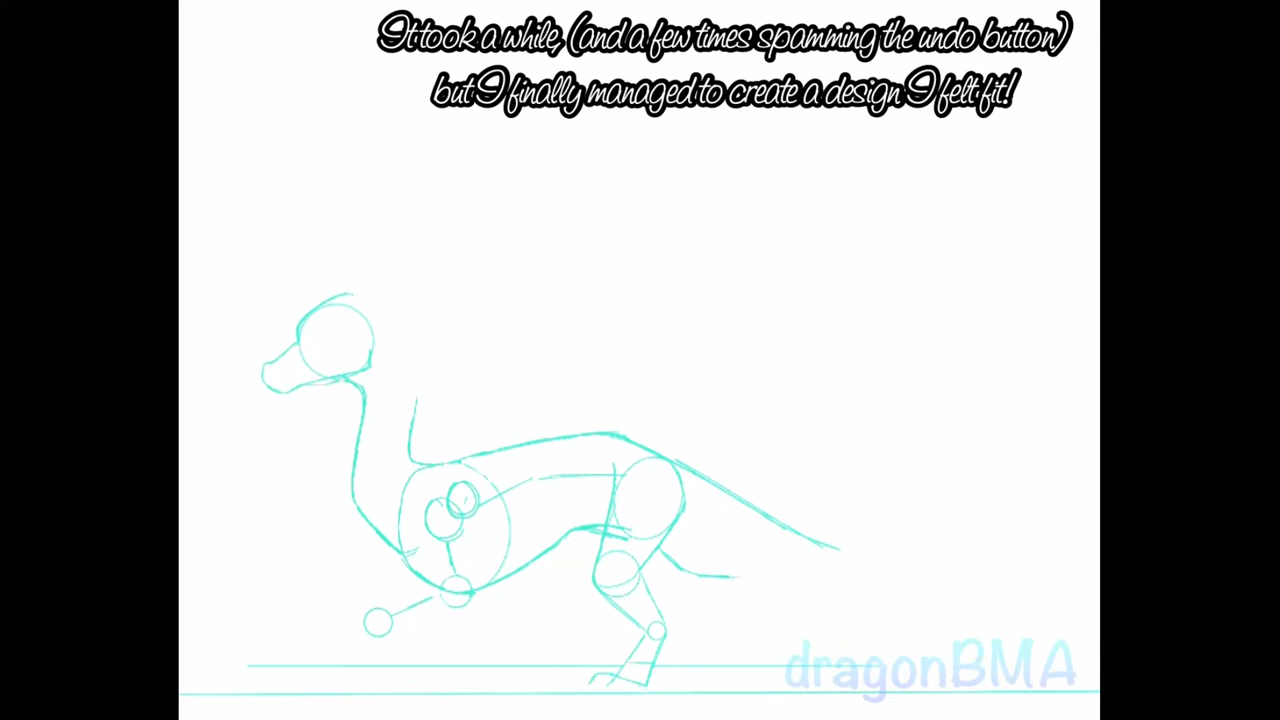 It took a while, (and a few times spamming the undo button)
but I finally managed to create a design I felt fit!
dragonBMA